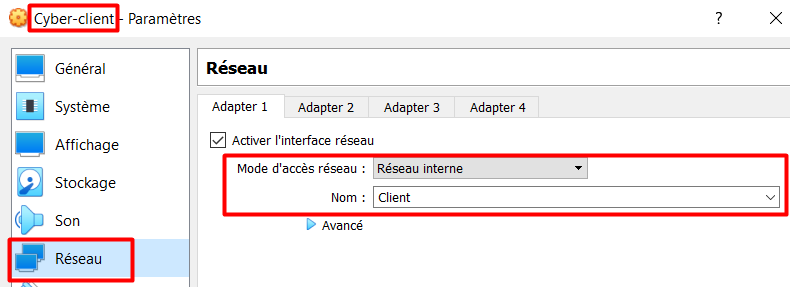 Cyber-client - Paramètres ? ×
Général
Système
Affichage
Stockage
Son
Réseau
Réseau
Adapter 1 Adapter 2 Adapter 3 Adapter 4
Activer l'interface réseau
Mode d'accès réseau : Réseau interne
Nom : Client
Avancé